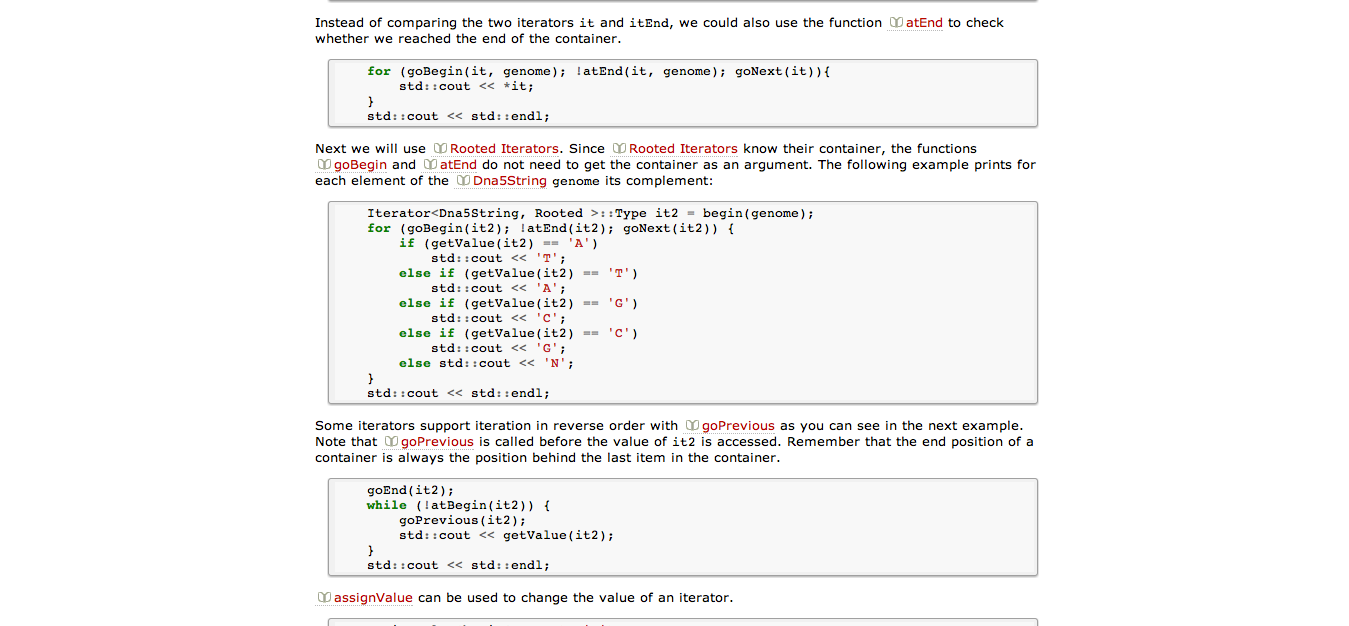 Instead of comparing the two iterators it and itEnd, we could also use the function atEnd to check
whether we reached the end of the container.
for (goBegin(it, genome); !atEnd(it, genome); goNext(it)){
std::cout << *it;
}
std::cout << std::endl;
Next we will use Rooted Iterators. Since Rooted Iterators know their container, the functions
goBegin and atEnd do not need to get the container as an argument. The following example prints for
each element of the Dna5String genome its complement:
Iterator<Dna5String, Rooted >::Type it2 = begin(genome);
for (goBegin(it2); !atEnd(it2); goNext(it2)) {
if (getValue(it2) == 'A')
std::cout << 'T';
else if (getValue(it2) == 'T')
std::cout << 'A';
else if (getValue(it2) == 'G')
std::cout << 'C';
else if (getValue(it2) == 'C')
std::cout << 'G';
else std::cout << 'N';
}
std::cout << std::endl;
Some iterators support iteration in reverse order with goPrevious as you can see in the next example.
Note that goPrevious is called before the value of it2 is accessed. Remember that the end position of a
container is always the position behind the last item in the container.
goEnd(it2);
while (!atBegin(it2)) {
goPrevious(it2);
std::cout << getValue(it2);
}
std::cout << std::endl;
assignValue can be used to change the value of an iterator.